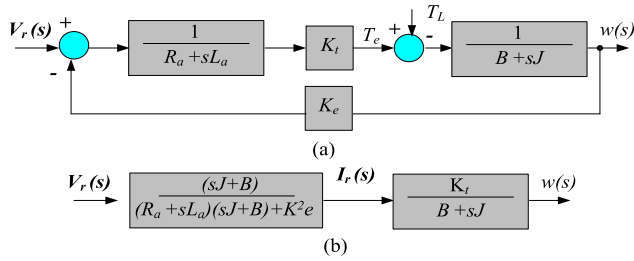 V_r(s) + 1 / R_a + sL_a K_t T_e + T_L - 1 / B + sJ w(s)
-
K_e
(a)
V_r(s) (sJ+B) / (R_a + sL_a)(sJ+B)+K^2e I_r(s) K_t / B + sJ w(s)
(b)